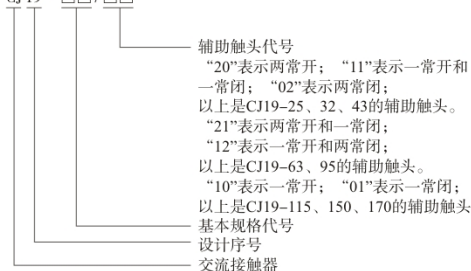 CJ 19 – □□ / □□
辅助触头代号
“20”表示两常开；“11”表示一常开和
一常闭；“02”表示两常闭；
以上是CJ19–25、32、43的辅助触头。
“21”表示两常开和一常闭；
“12”表示一常开和两常闭；
以上是CJ19–63、95的辅助触头。
“10”表示一常开；“01”表示一常闭；
以上是CJ19–115、150、170的辅助触头
基本规格代号
设计序号
交流接触器